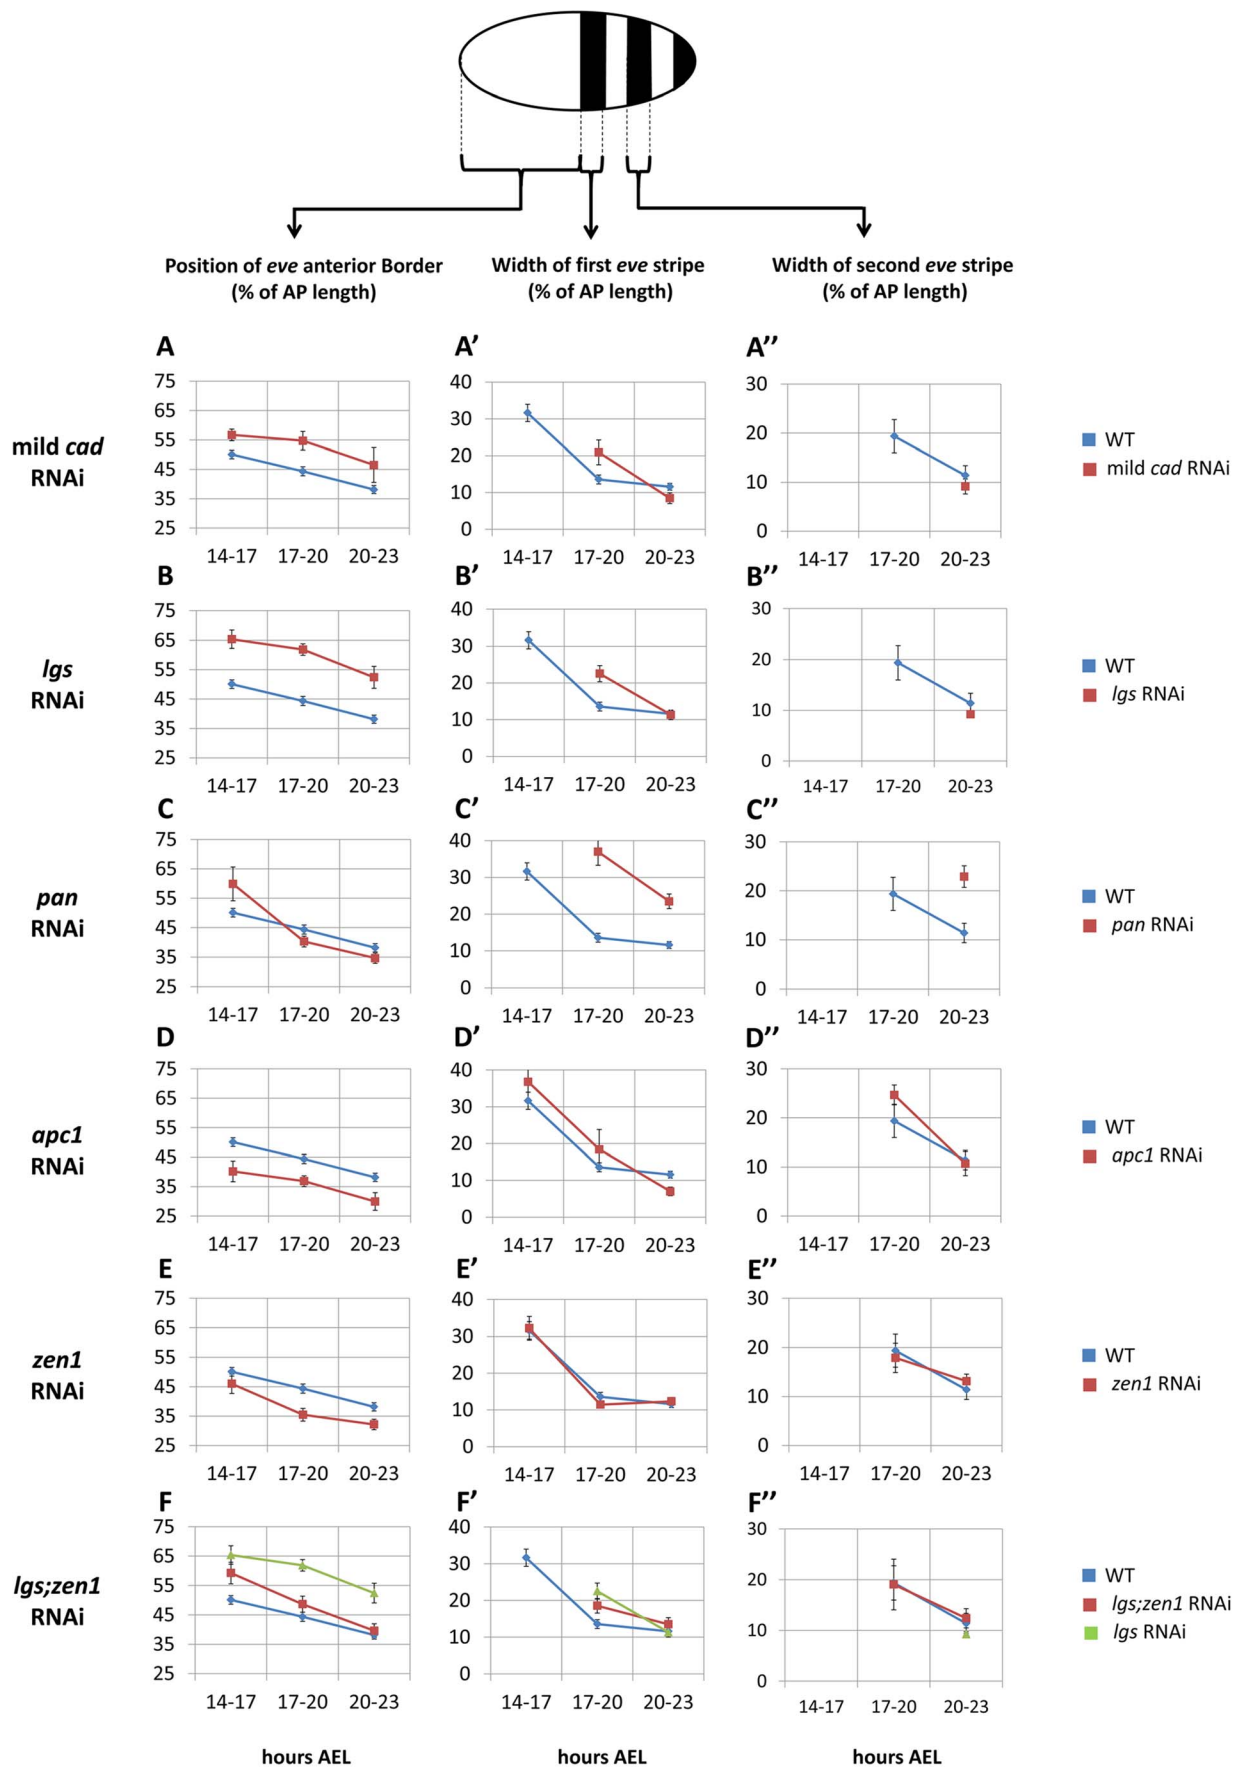 Position of eve anterior Border
(% of AP length)
Width of first eve stripe
(% of AP length)
Width of second eve stripe
(% of AP length)
A
A’
A’’
mild cad
RNAi
75
65
55
45
35
25
14-17 17-20 20-23
40
30
20
10
0
14-17 17-20 20-23
30
20
10
0
14-17 17-20 20-23
WT
mild cad RNAi
B
B’
B’’
lgs
RNAi
75
65
55
45
35
25
14-17 17-20 20-23
40
30
20
10
0
14-17 17-20 20-23
30
20
10
0
14-17 17-20 20-23
WT
lgs RNAi
C
C’
C’’
pan
RNAi
75
65
55
45
35
25
14-17 17-20 20-23
40
30
20
10
0
14-17 17-20 20-23
30
20
10
0
14-17 17-20 20-23
WT
pan RNAi
D
D’
D’’
apc1
RNAi
75
65
55
45
35
25
14-17 17-20 20-23
40
30
20
10
0
14-17 17-20 20-23
30
20
10
0
14-17 17-20 20-23
WT
apc1 RNAi
E
E’
E’’
zen1
RNAi
75
65
55
45
35
25
14-17 17-20 20-23
40
30
20
10
0
14-17 17-20 20-23
30
20
10
0
14-17 17-20 20-23
WT
zen1 RNAi
F
F’
F’’
lgs;zen1
RNAi
75
65
55
45
35
25
14-17 17-20 20-23
40
30
20
10
0
14-17 17-20 20-23
30
20
10
0
14-17 17-20 20-23
WT
lgs;zen1 RNAi
lgs RNAi
hours AEL
hours AEL
hours AEL